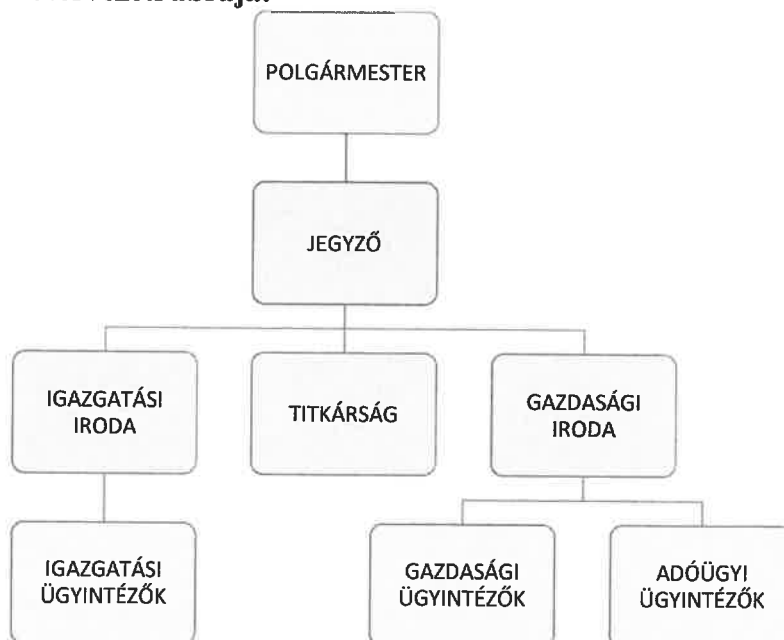 POLGÁRMESTER
JEGYZŐ
IGAZGATÁSI
IRODA
TITKÁRSÁG
GAZDASÁGI
IRODA
IGAZGATÁSI
ÜGYINTÉZŐK
GAZDASÁGI
ÜGYINTÉZŐK
ADÓÜGYI
ÜGYINTÉZŐK